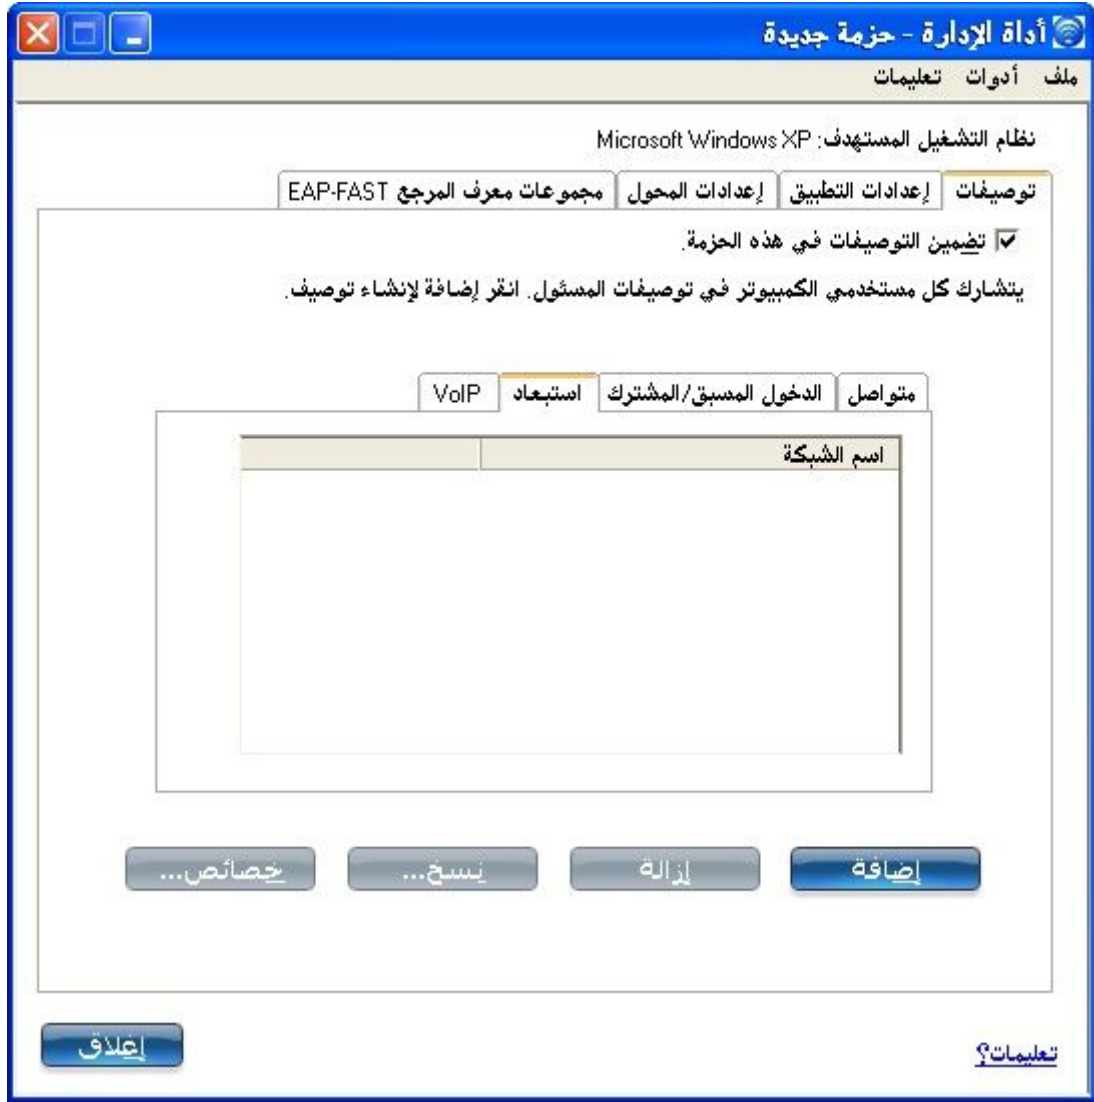 أداة الإدارة - حزمة جديدة
ملف أدوات تعليمات
نظام التشغيل المستهدف: Microsoft Windows XP
توصيفات إعدادات التطبيق إعدادات المحول مجموعات معرف المرجع EAP-FAST
تضمين التوصيفات في هذه الحزمة.
يتشارك كل مستخدمي الكمبيوتر في توصيفات المسئول. انقر إضافة لإنشاء توصيف.
متواصل الدخول المسبق/المشترك استبعاد VoIP
اسم الشبكة
إضافة إزالة نسخ... خصائص...
تعليمات؟ إغلاق